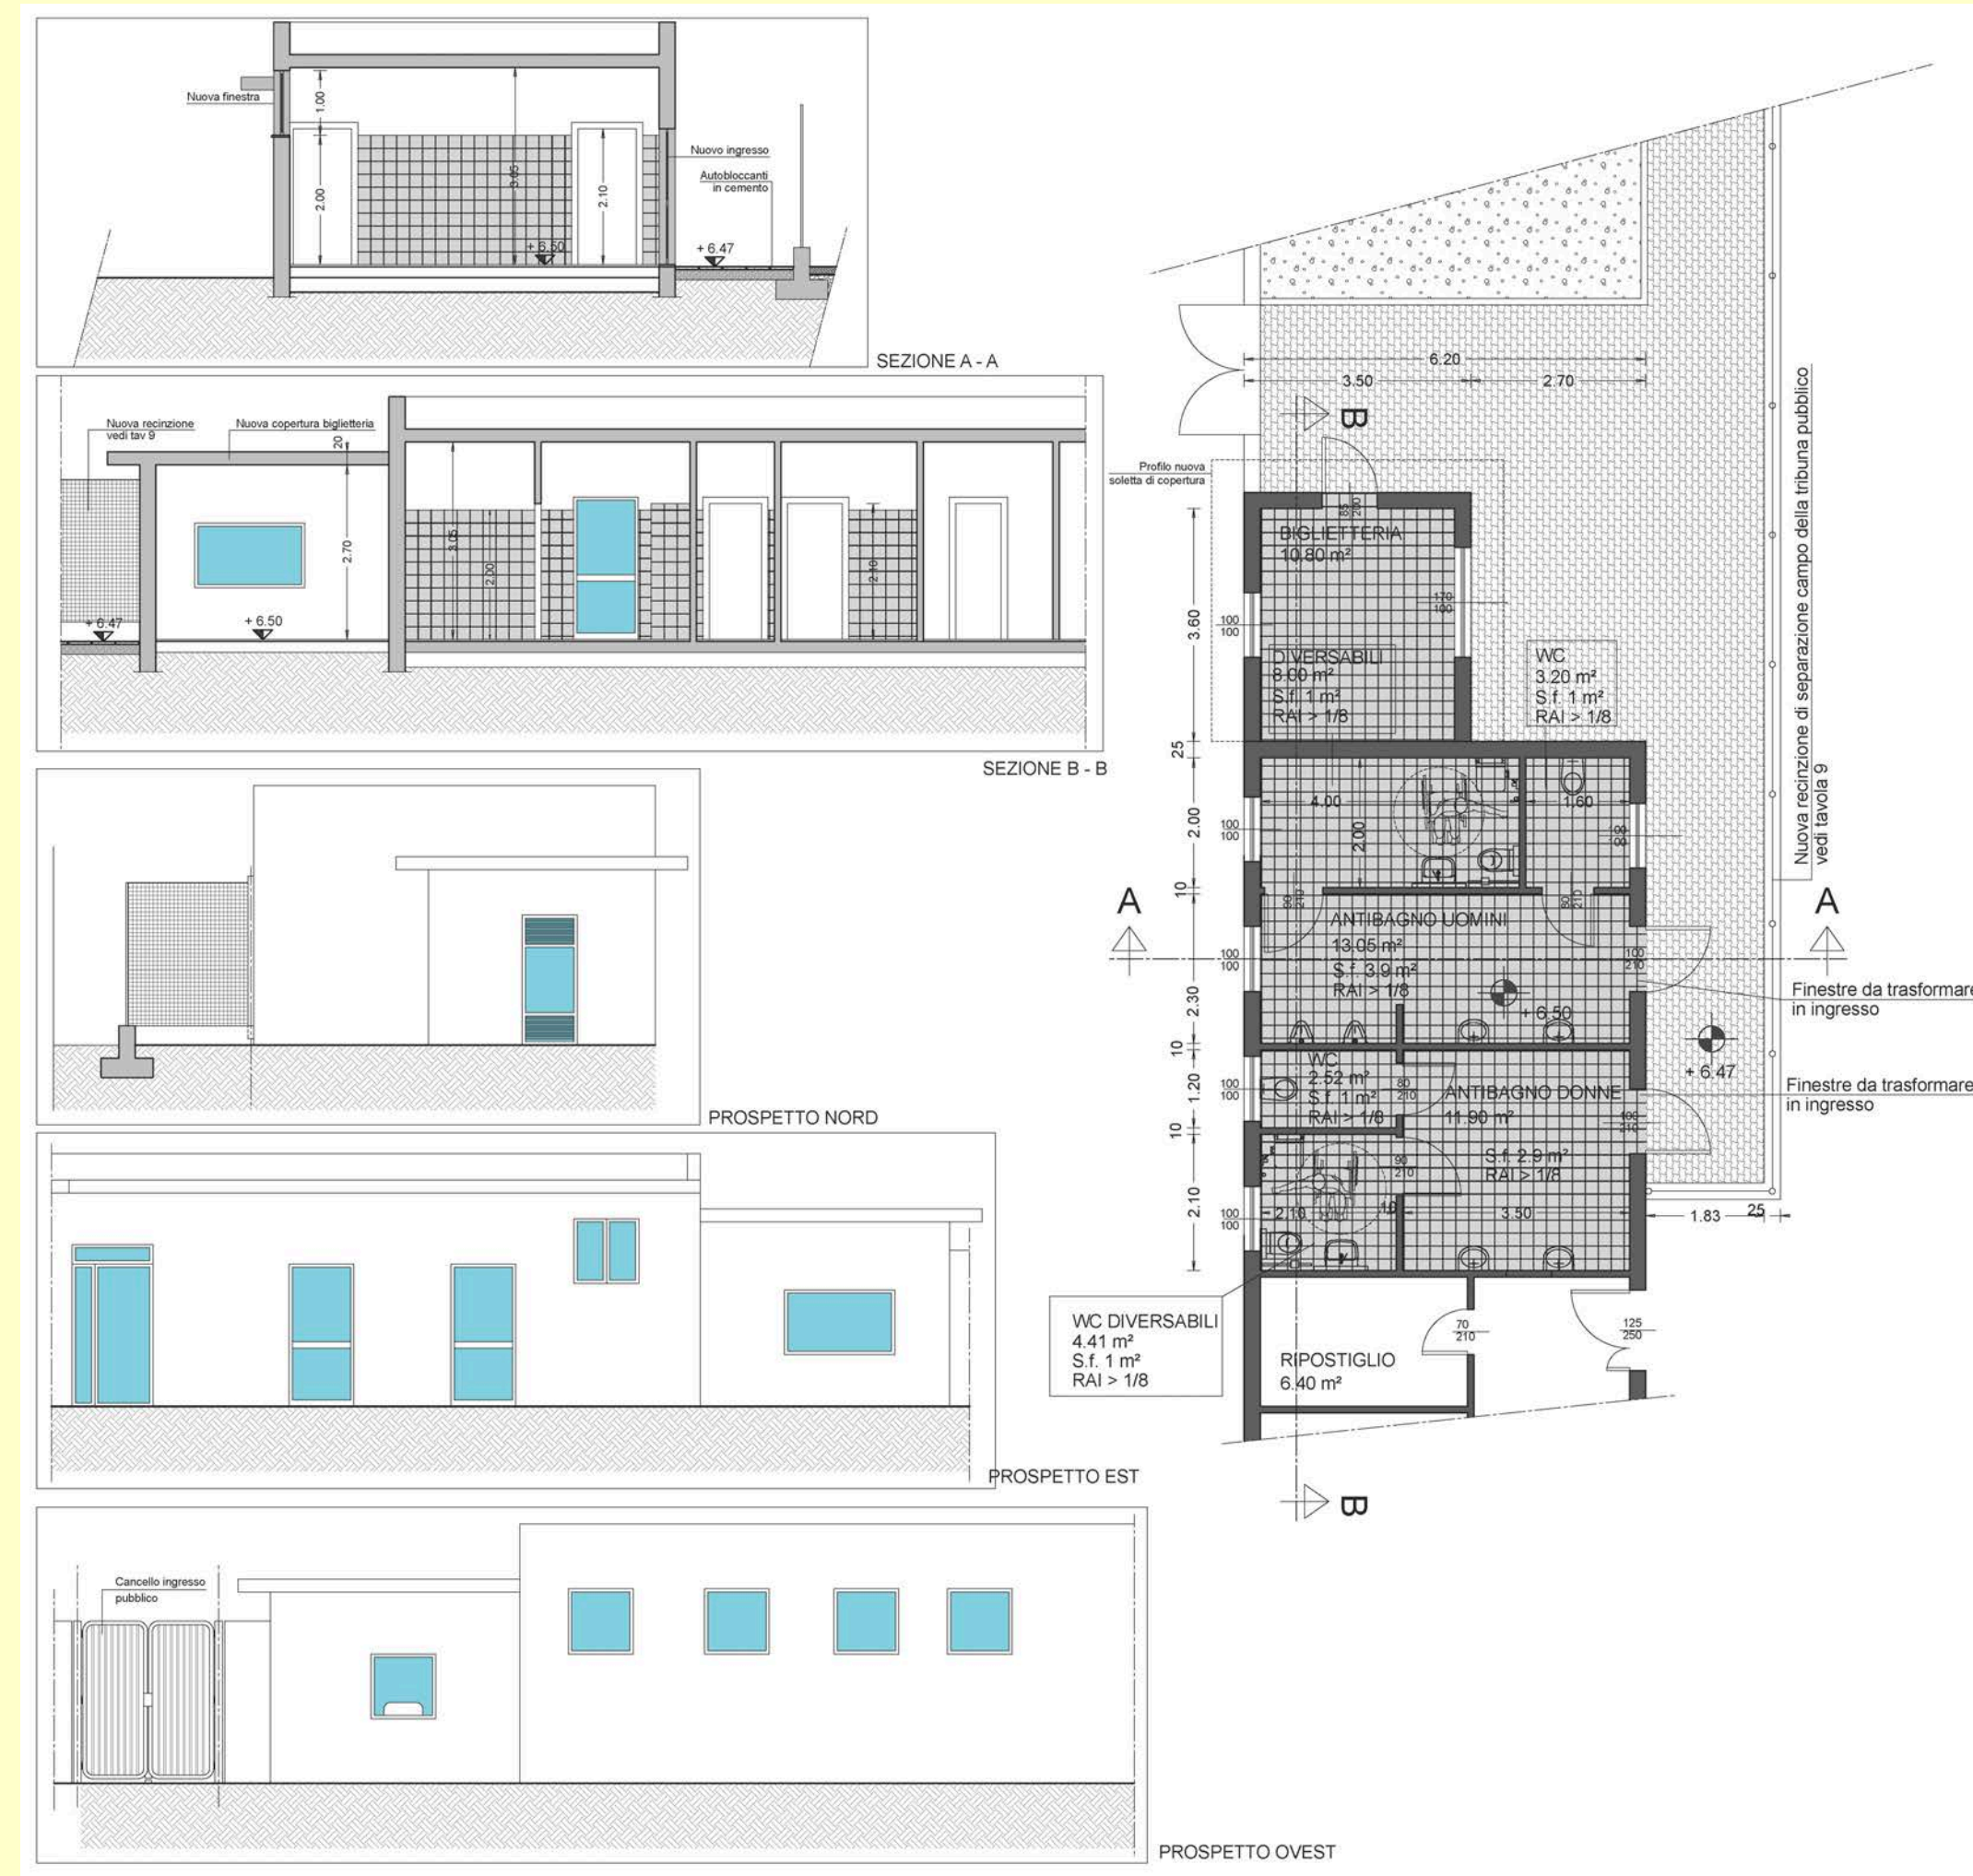 Nuova finestra
1.00
2.00
3.05
2.10
+ 6.50
Nuovo ingresso
Autobloccanti
in cemento
+ 6.47
SEZIONE A - A
Nuova recinzione
vedi tav 9
Nuova copertura biglietteria
20
2.70
3.05
2.00
2.10
+ 6.47
+ 6.50
SEZIONE B - B
PROSPETTO NORD
PROSPETTO EST
Cancello ingresso
pubblico
PROSPETTO OVEST
6.20
3.50
2.70
B
Profilo nuova
soletta di copertura
BIGLIETTERIA
10.80 m²
170
100
3.60
100
100
DIVERSABILI
8.00 m²
S.f. 1 m²
RAI > 1/8
WC
3.20 m²
S.f. 1 m²
RAI > 1/8
Nuova recinzione di separazione campo della tribuna pubblico
vedi tavola 9
25
2.00
4.00
2.00
1.60
100
100
100
100
10
90
210
80
210
A
A
ANTIBAGNO UOMINI
13.05 m²
S.f. 3.9 m²
RAI > 1/8
100
100
100
210
2.30
+ 6.50
Finestre da trasformare
in ingresso
10
+ 6.47
WC
2.52 m²
S.f. 1 m²
RAI > 1/8
1.20
100
100
80
210
ANTIBAGNO DONNE
11.90 m²
S.f. 2.9 m²
RAI > 1/8
100
210
Finestre da trasformare
in ingresso
10
90
210
2.10
2.10
10
3.50
100
100
1.83
25
WC DIVERSABILI
4.41 m²
S.f. 1 m²
RAI > 1/8
70
210
125
250
RIPOSTIGLIO
6.40 m²
B